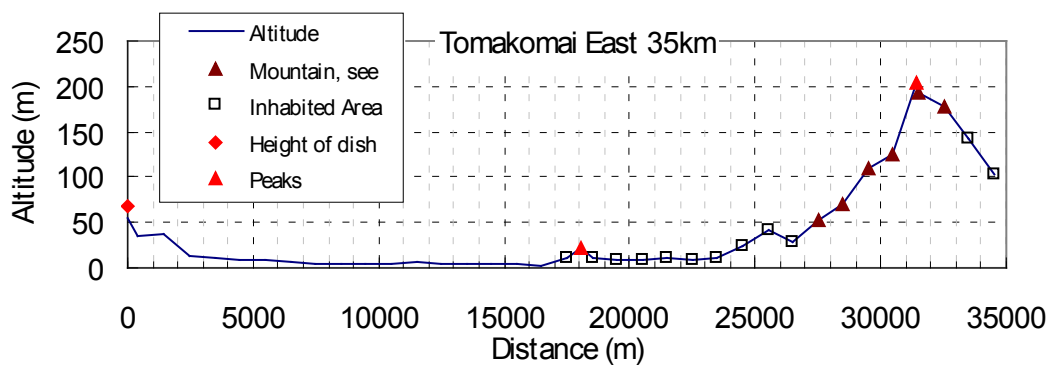 Tomakomai East 35km
Altitude
Mountain, see
Inhabited Area
Height of dish
Peaks
Altitude (m)
250
200
150
100
50
0
0 5000 10000 15000 20000 25000 30000 35000
Distance (m)